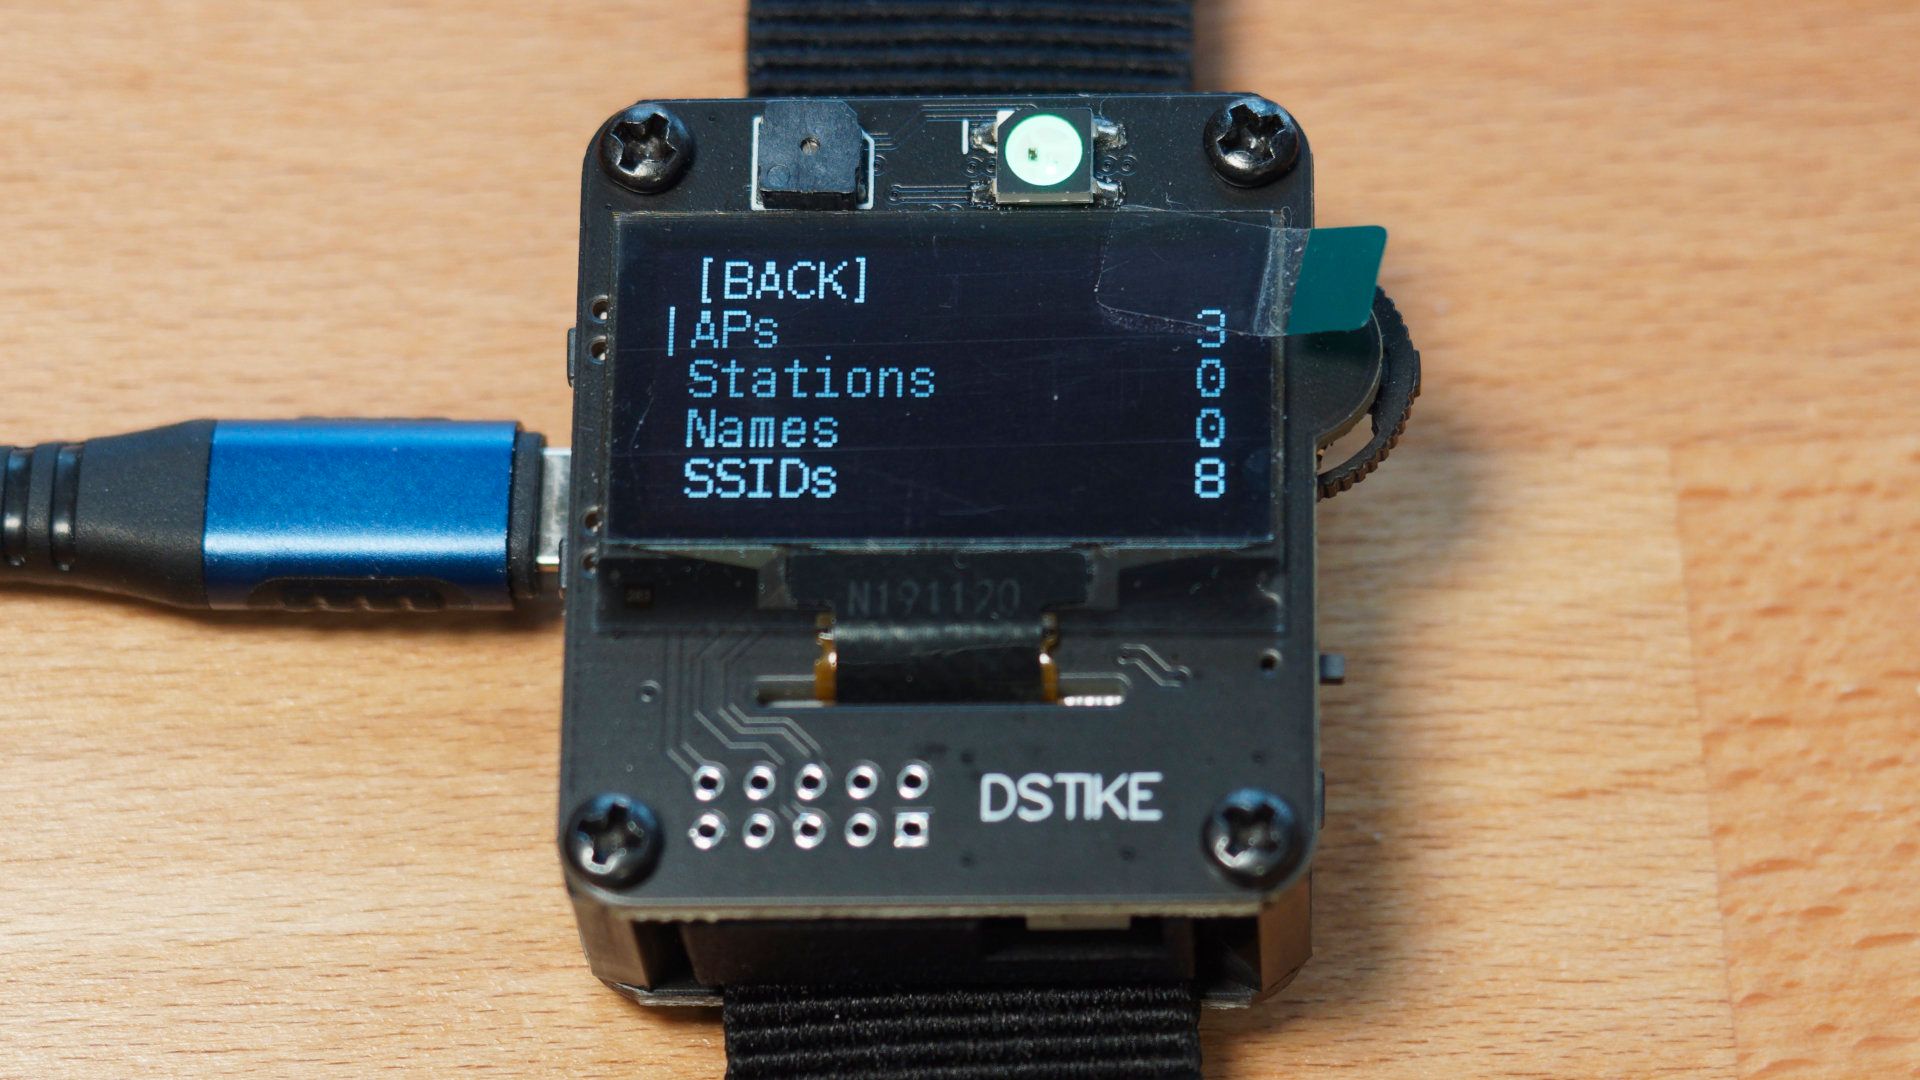 [BACK]
APs 3
Stations 0
Names 0
SSIDs 8
N191120
DSTIKE